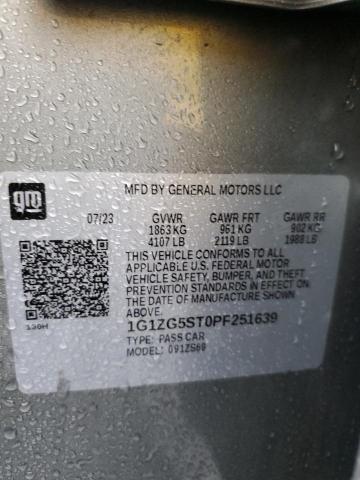 gm
MFD BY GENERAL MOTORS LLC
07/23 GVWR GAWR FRT GAWR RR
1863 KG 961 KG 902 KG
4107 LB 2119 LB 1988 LB
THIS VEHICLE CONFORMS TO ALL
APPLICABLE U.S. FEDERAL MOTOR
VEHICLE SAFETY, BUMPER, AND THEFT
PREVENTION STANDARDS IN EFFECT ON
THE DATE OF MANUFACTURE SHOWN
ABOVE.
1G1ZG5ST0PF251639
TYPE: PASS CAR
MODEL: 091ZS69